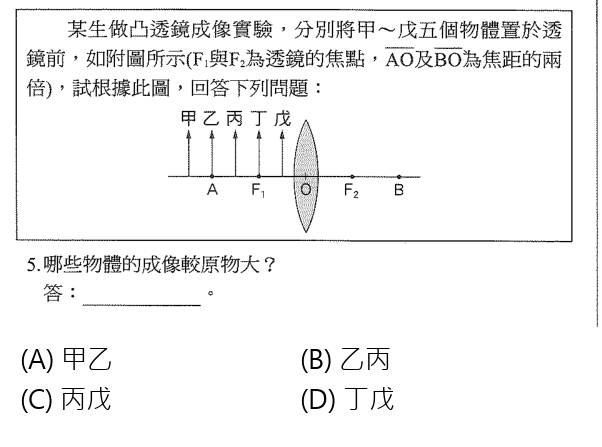 某生做凸透鏡成像實驗，分別將甲～戊五個物體置於透
鏡前，如附圖所示(F₁與F₂為透鏡的焦點，A̅O̅及B̅O̅為焦距的兩
倍)，試根據此圖，回答下列問題：
甲 乙 丙 丁 戊
A F₁ O F₂ B
5.哪些物體的成像較原物大？
答：＿＿＿＿＿＿。
(A) 甲乙 (B) 乙丙
(C) 丙戊 (D) 丁戊